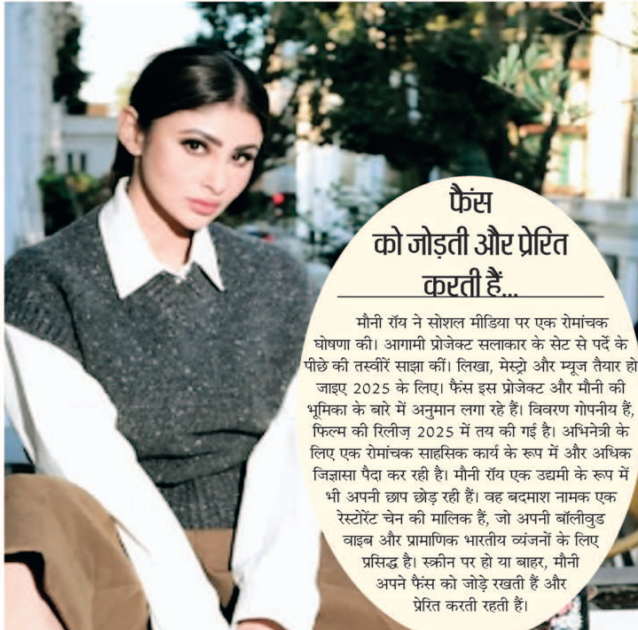 फैंस
को जोड़ती और प्रेरित
करती हैं...
मौनी रॉय ने सोशल मीडिया पर एक रोमांचक
घोषणा की। आगामी प्रोजेक्ट सलाकार के सेट से पर्दे के
पीछे की तस्वीरें साझा कीं। लिखा, मेस्ट्रो और म्यूज तैयार हो
जाइए 2025 के लिए। फैंस इस प्रोजेक्ट और मौनी की
भूमिका के बारे में अनुमान लगा रहे हैं। विवरण गोपनीय हैं,
फिल्म की रिलीज़ 2025 में तय की गई है। अभिनेत्री के
लिए एक रोमांचक साहसिक कार्य के रूप में और अधिक
जिज्ञासा पैदा कर रही है। मौनी रॉय एक उद्यमी के रूप में
भी अपनी छाप छोड़ रही हैं। वह बदमाश नामक एक
रेस्टोरेंट चेन की मालिक हैं, जो अपनी बॉलीवुड
वाइब और प्रामाणिक भारतीय व्यंजनों के लिए
प्रसिद्ध है। स्क्रीन पर हो या बाहर, मौनी
अपने फैंस को जोड़े रखती हैं और
प्रेरित करती रहती हैं।